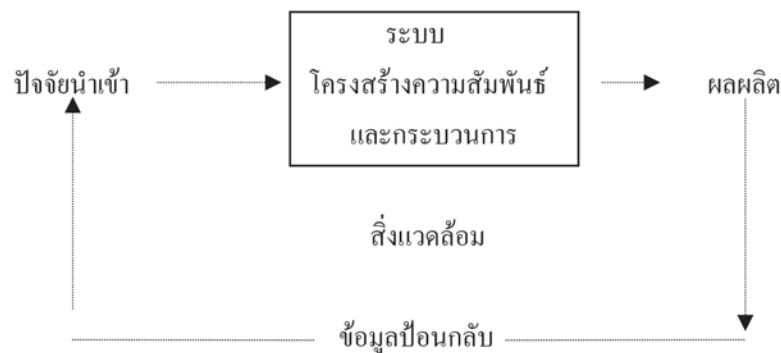 ระบบ
ปัจจัยนำเข้า โครงสร้างความสัมพันธ์ ผลผลิต
และกระบวนการ
สิ่งแวดล้อม
ข้อมูลป้อนกลับ